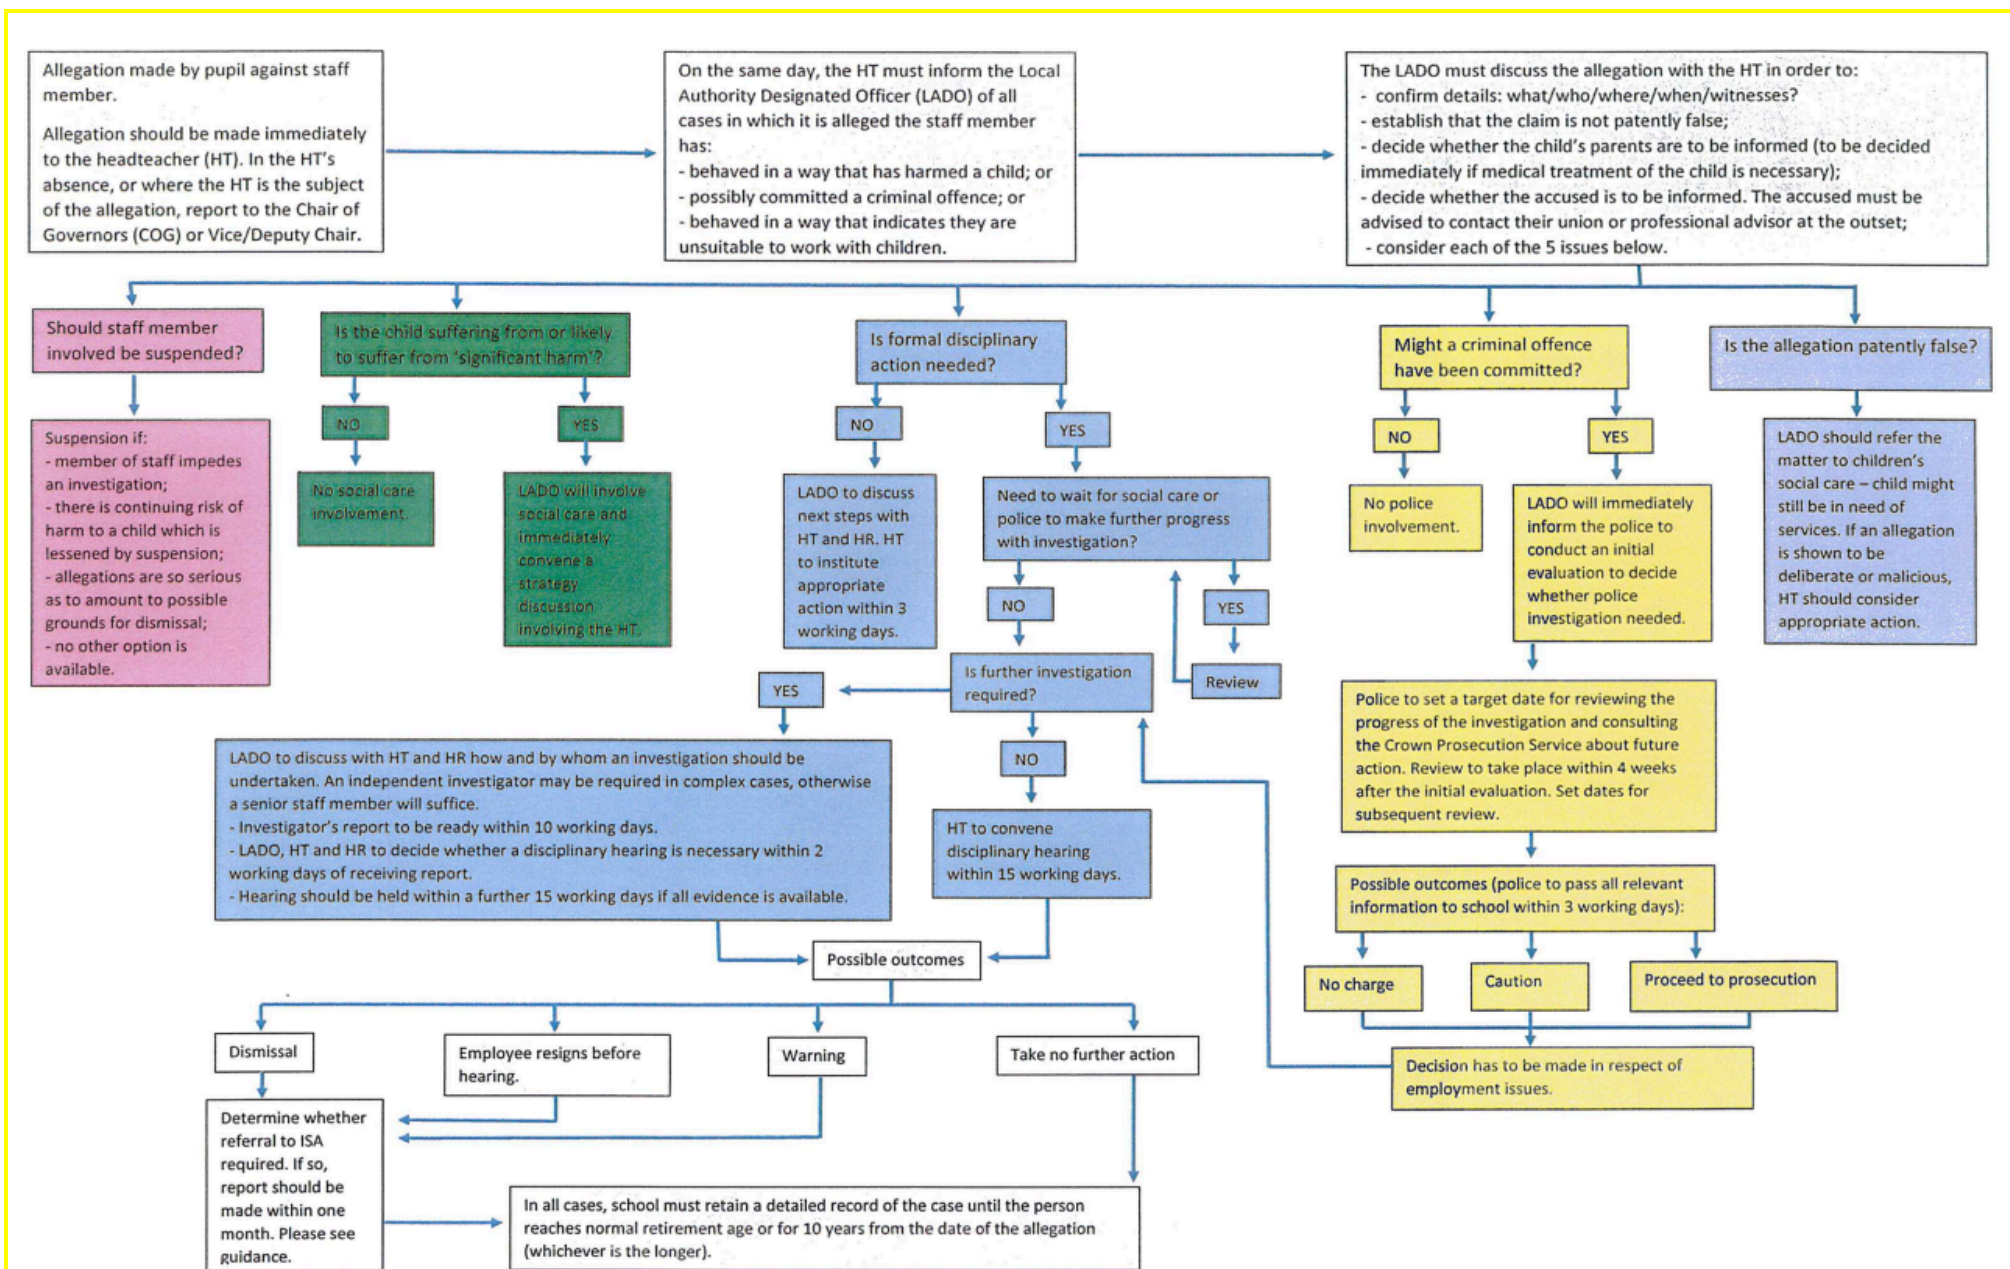 Allegation made by pupil against staff
member.
Allegation should be made immediately
to the headteacher (HT). In the HT's
absence, or where the HT is the subject
of the allegation, report to the Chair of
Governors (COG) or Vice/Deputy Chair.
On the same day, the HT must inform the Local
Authority Designated Officer (LADO) of all
cases in which it is alleged the staff member
has:
- behaved in a way that has harmed a child; or
- possibly committed a criminal offence; or
- behaved in a way that indicates they are
unsuitable to work with children.
The LADO must discuss the allegation with the HT in order to:
- confirm details: what/who/where/when/witnesses?
- establish that the claim is not patently false;
- decide whether the child's parents are to be informed (to be decided
immediately if medical treatment of the child is necessary);
- decide whether the accused is to be informed. The accused must be
advised to contact their union or professional advisor at the outset;
- consider each of the 5 issues below.
Should staff member
involved be suspended?
Suspension if:
- member of staff impedes
an investigation;
- there is continuing risk of
harm to a child which is
lessened by suspension;
- allegations are so serious
as to amount to possible
grounds for dismissal;
- no other option is
available.
Is the child suffering from or likely
to suffer from 'significant harm'?
NO
YES
No social care
involvement.
LADO will involve
social care and
immediately
convene a
strategy
discussion
involving the HT.
Is formal disciplinary
action needed?
NO
YES
LADO to discuss
next steps with
HT and HR. HT
to institute
appropriate
action within 3
working days.
Need to wait for social care or
police to make further progress
with investigation?
NO
YES
Review
Is further investigation
required?
YES
NO
LADO to discuss with HT and HR how and by whom an investigation should be
undertaken. An independent investigator may be required in complex cases, otherwise
a senior staff member will suffice.
- Investigator's report to be ready within 10 working days.
- LADO, HT and HR to decide whether a disciplinary hearing is necessary within 2
working days of receiving report.
- Hearing should be held within a further 15 working days if all evidence is available.
HT to convene
disciplinary hearing
within 15 working days.
Might a criminal offence
have been committed?
NO
YES
No police
involvement.
LADO will immediately
inform the police to
conduct an initial
evaluation to decide
whether police
investigation needed.
Police to set a target date for reviewing the
progress of the investigation and consulting
the Crown Prosecution Service about future
action. Review to take place within 4 weeks
after the initial evaluation. Set dates for
subsequent review.
Possible outcomes (police to pass all relevant
information to school within 3 working days):
No charge
Caution
Proceed to prosecution
Decision has to be made in respect of
employment issues.
Is the allegation patently false?
LADO should refer the
matter to children's
social care – child might
still be in need of
services. If an allegation
is shown to be
deliberate or malicious,
HT should consider
appropriate action.
Possible outcomes
Dismissal
Employee resigns before
hearing.
Warning
Take no further action
Determine whether
referral to ISA
required. If so,
report should be
made within one
month. Please see
guidance.
In all cases, school must retain a detailed record of the case until the person
reaches normal retirement age or for 10 years from the date of the allegation
(whichever is the longer).